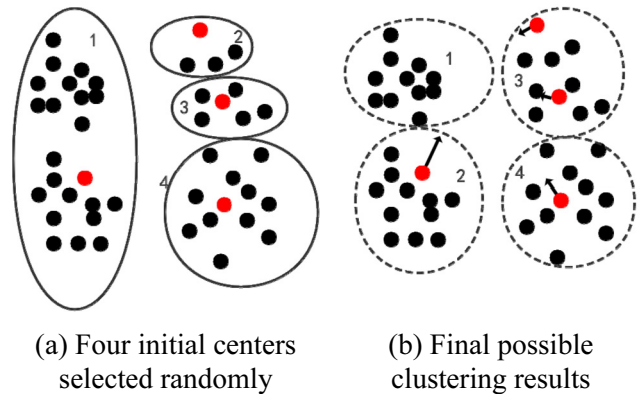 1
2
3
4
1
3
2
4
(a) Four initial centers
selected randomly
(b) Final possible
clustering results